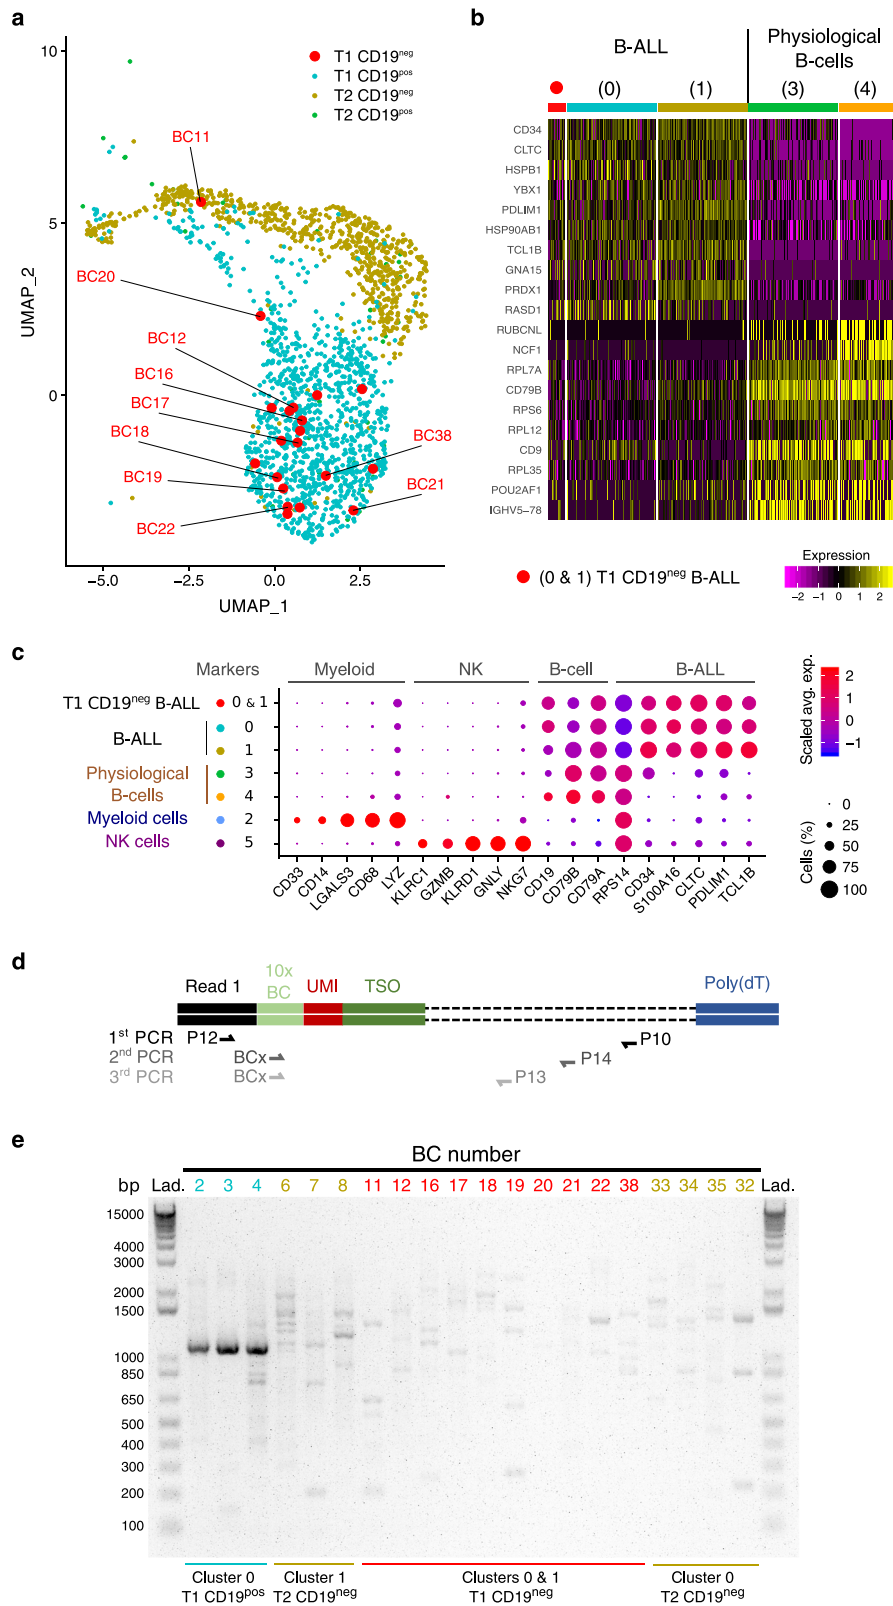 a
10
5
0
−5.0
−2.5
0.0
2.5
UMAP_1
UMAP_2
T1 CD19neg
T1 CD19pos
T2 CD19neg
T2 CD19pos
BC11
BC20
BC12
BC16
BC17
BC18
BC38
BC19
BC21
BC22
b
B-ALL
Physiological
B-cells
(0)
(1)
(3)
(4)
CD34
CLTC
HSPB1
YBX1
PDLIM1
HSP90AB1
TCL1B
GNA15
PRDX1
RASD1
RUBCNL
NCF1
RPL7A
CD79B
RPS6
RPL12
CD9
RPL35
POU2AF1
IGHV5−78
(0 & 1) T1 CD19neg B-ALL
Expression
−2 −1 0 1 2
c
Markers
Myeloid
NK
B-cell
B-ALL
T1 CD19neg B-ALL 0 & 1
B-ALL
0
1
Physiological
B-cells
3
4
Myeloid cells 2
NK cells 5
CD33 CD14 LGALS3 CD68 LYZ KLRC1 GZMB KLRD1 GNLY NKG7 CD19 CD79B CD79A RPS14 CD34 S100A16 CLTC PDLIM1 TCL1B
Scaled avg. exp.
2
1
0
−1
Cells (%)
0
25
50
75
100
d
Read 1
10x
BC
UMI
TSO
Poly(dT)
1st PCR P12 P10
2nd PCR BCx P14
3rd PCR BCx P13
e
BC number
bp Lad. 2 3 4 6 7 8 11 12 16 17 18 19 20 21 22 38 33 34 35 32 Lad.
15000
4000
3000
2000
1500
1000
850
650
500
400
300
200
100
Cluster 0
T1 CD19pos
Cluster 1
T2 CD19neg
Clusters 0 & 1
T1 CD19neg
Cluster 0
T2 CD19neg